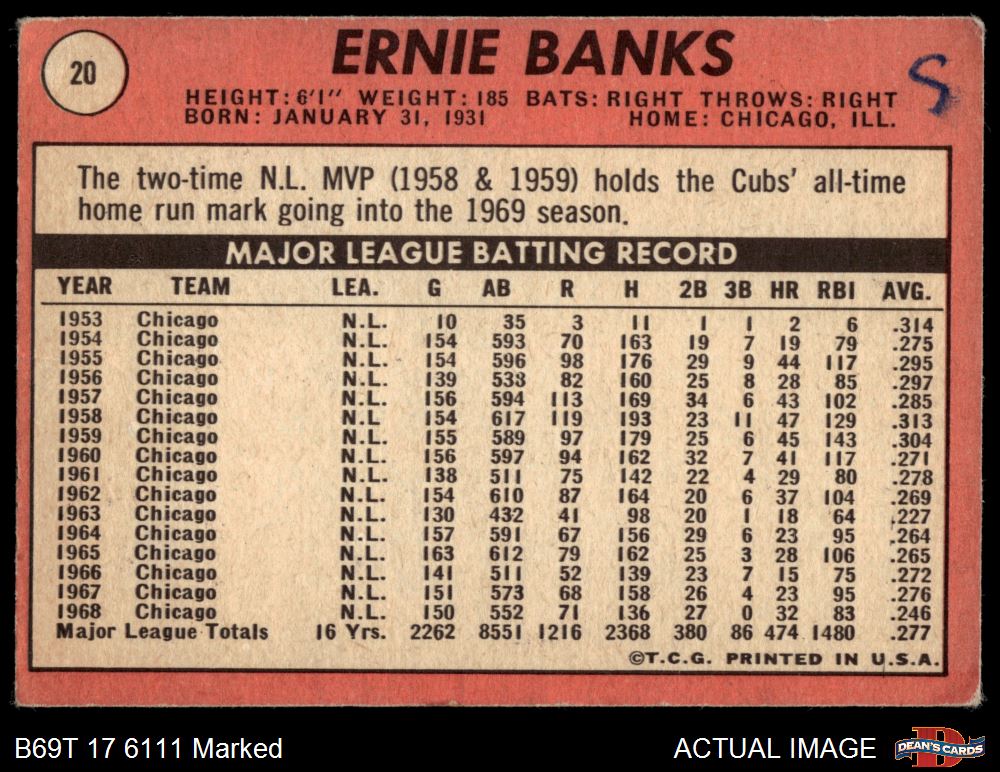 20
ERNIE BANKS
S
HEIGHT: 6'1" WEIGHT: 185 BATS: RIGHT THROWS: RIGHT
BORN: JANUARY 31, 1931 HOME: CHICAGO, ILL.
The two-time N.L. MVP (1958 & 1959) holds the Cubs' all-time
home run mark going into the 1969 season.
MAJOR LEAGUE BATTING RECORD
YEAR TEAM LEA. G AB R H 2B 3B HR RBI AVG.
1953 Chicago N.L. 10 35 3 11 1 1 2 6 .314
1954 Chicago N.L. 154 593 70 163 19 7 19 79 .275
1955 Chicago N.L. 154 596 98 176 29 9 44 117 .295
1956 Chicago N.L. 139 538 82 160 25 8 28 85 .297
1957 Chicago N.L. 156 594 113 169 34 6 43 102 .285
1958 Chicago N.L 154 617 119 193 23 11 47 129 .313
1959 Chicago N.L. 155 589 97 179 25 6 45 143 .304
1960 Chicago N.L. 156 597 94 162 32 7 41 117 .271
1961 Chicago N.L. 138 511 75 142 22 4 29 80 .278
1962 Chicago N.L. 154 610 87 164 20 6 37 104 .269
1963 Chicago N.L. 130 432 41 98 20 1 18 64 .227
1964 Chicago N.L. 157 591 67 156 29 6 23 95 .264
1965 Chicago N.L. 163 612 79 162 25 3 28 106 .265
1966 Chicago N.L. 141 511 52 139 23 7 15 75 .272
1967 Chicago N.L. 151 573 68 158 26 4 23 95 .276
1968 Chicago N.L. 150 552 71 136 27 0 32 83 .246
Major League Totals 16 Yrs. 2262 8551 1216 2368 380 86 474 1480 .277
©T.C.G. PRINTED IN U.S.A.
B69T 17 6111 Marked
ACTUAL IMAGE
DEAN'S CARDS